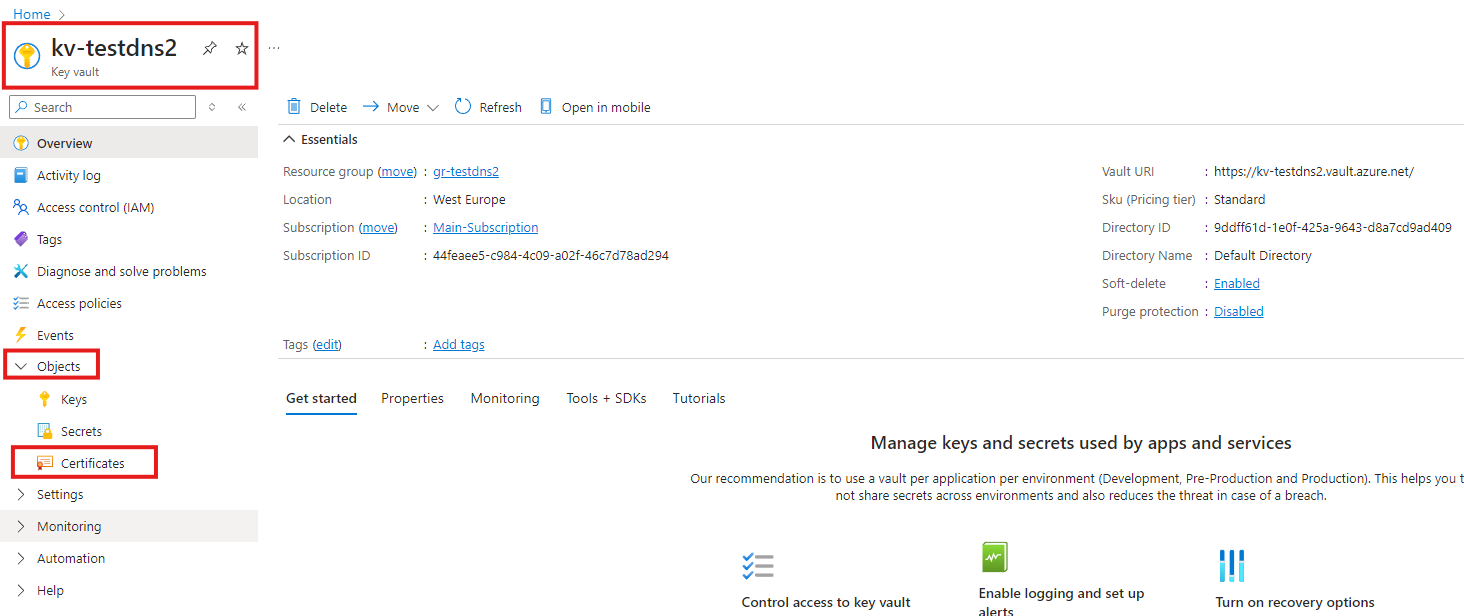 Home
kv-testdns2
Key vault
Search
Overview
Activity log
Access control (IAM)
Tags
Diagnose and solve problems
Access policies
Events
Objects
Keys
Secrets
Certificates
Settings
Monitoring
Automation
Help
Delete Move Refresh Open in mobile
Essentials
Resource group (move) : gr-testdns2
Location : West Europe
Subscription (move) : Main-Subscription
Subscription ID : 44feaee5-c984-4c09-a02f-46c7d78ad294
Vault URI : https://kv-testdns2.vault.azure.net/
Sku (Pricing tier) : Standard
Directory ID : 9ddff61d-1e0f-425a-9643-d8a7cd9ad409
Directory Name : Default Directory
Soft-delete : Enabled
Purge protection : Disabled
Tags (edit) : Add tags
Get started Properties Monitoring Tools + SDKs Tutorials
Manage keys and secrets used by apps and services
Our recommendation is to use a vault per application per environment (Development, Pre-Production and Production). This helps you t
not share secrets across environments and also reduces the threat in case of a breach.
Control access to key vault
Enable logging and set up
alerts
Turn on recovery options